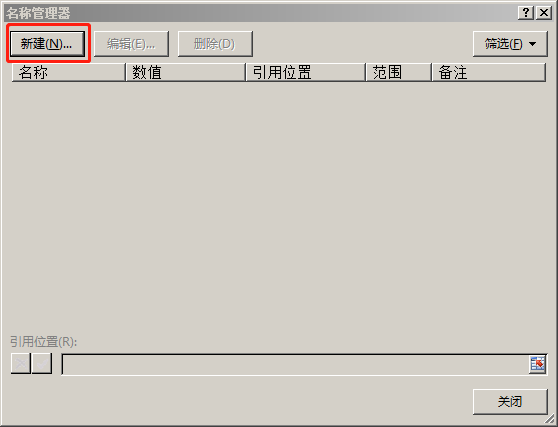 名称管理器
新建(N)... 编辑(E)... 删除(D) 筛选(F)
名称 数值 引用位置 范围 备注
引用位置(R):
关闭